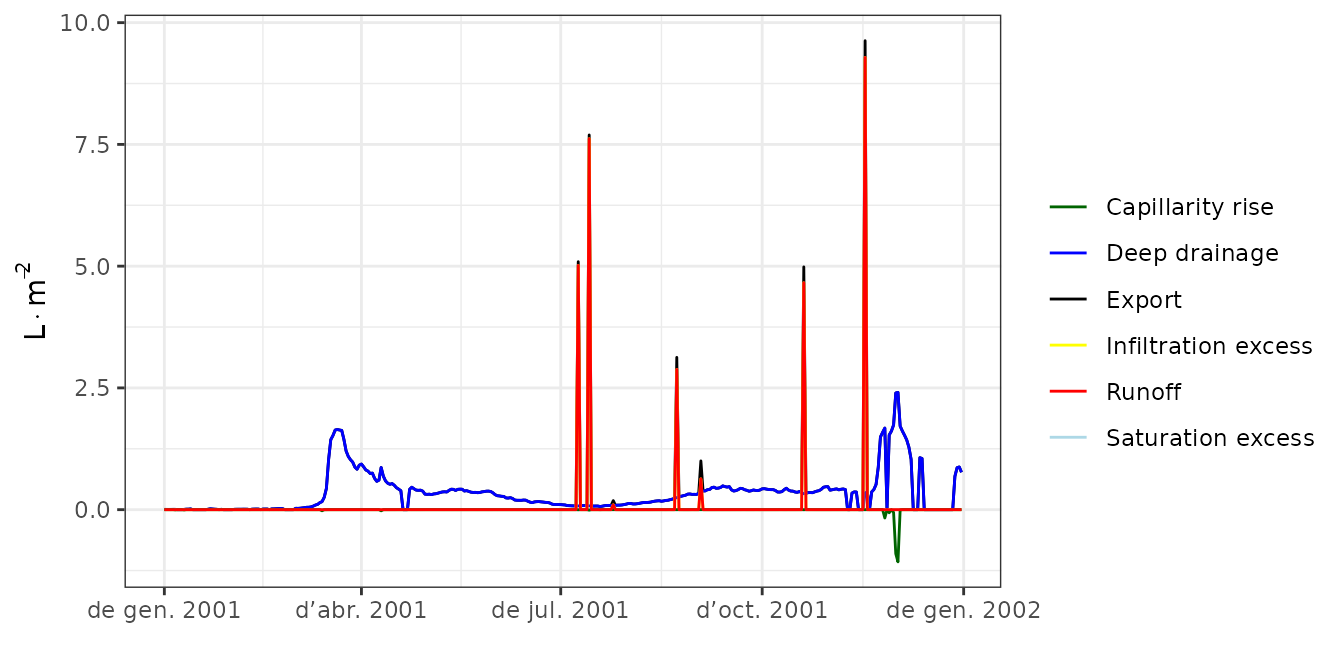 10.0
7.5
5.0
2.5
0.0
L · m⁻²
de gen. 2001 d’abr. 2001 de jul. 2001 d’oct. 2001 de gen. 2002
Capillarity rise
Deep drainage
Export
Infiltration excess
Runoff
Saturation excess